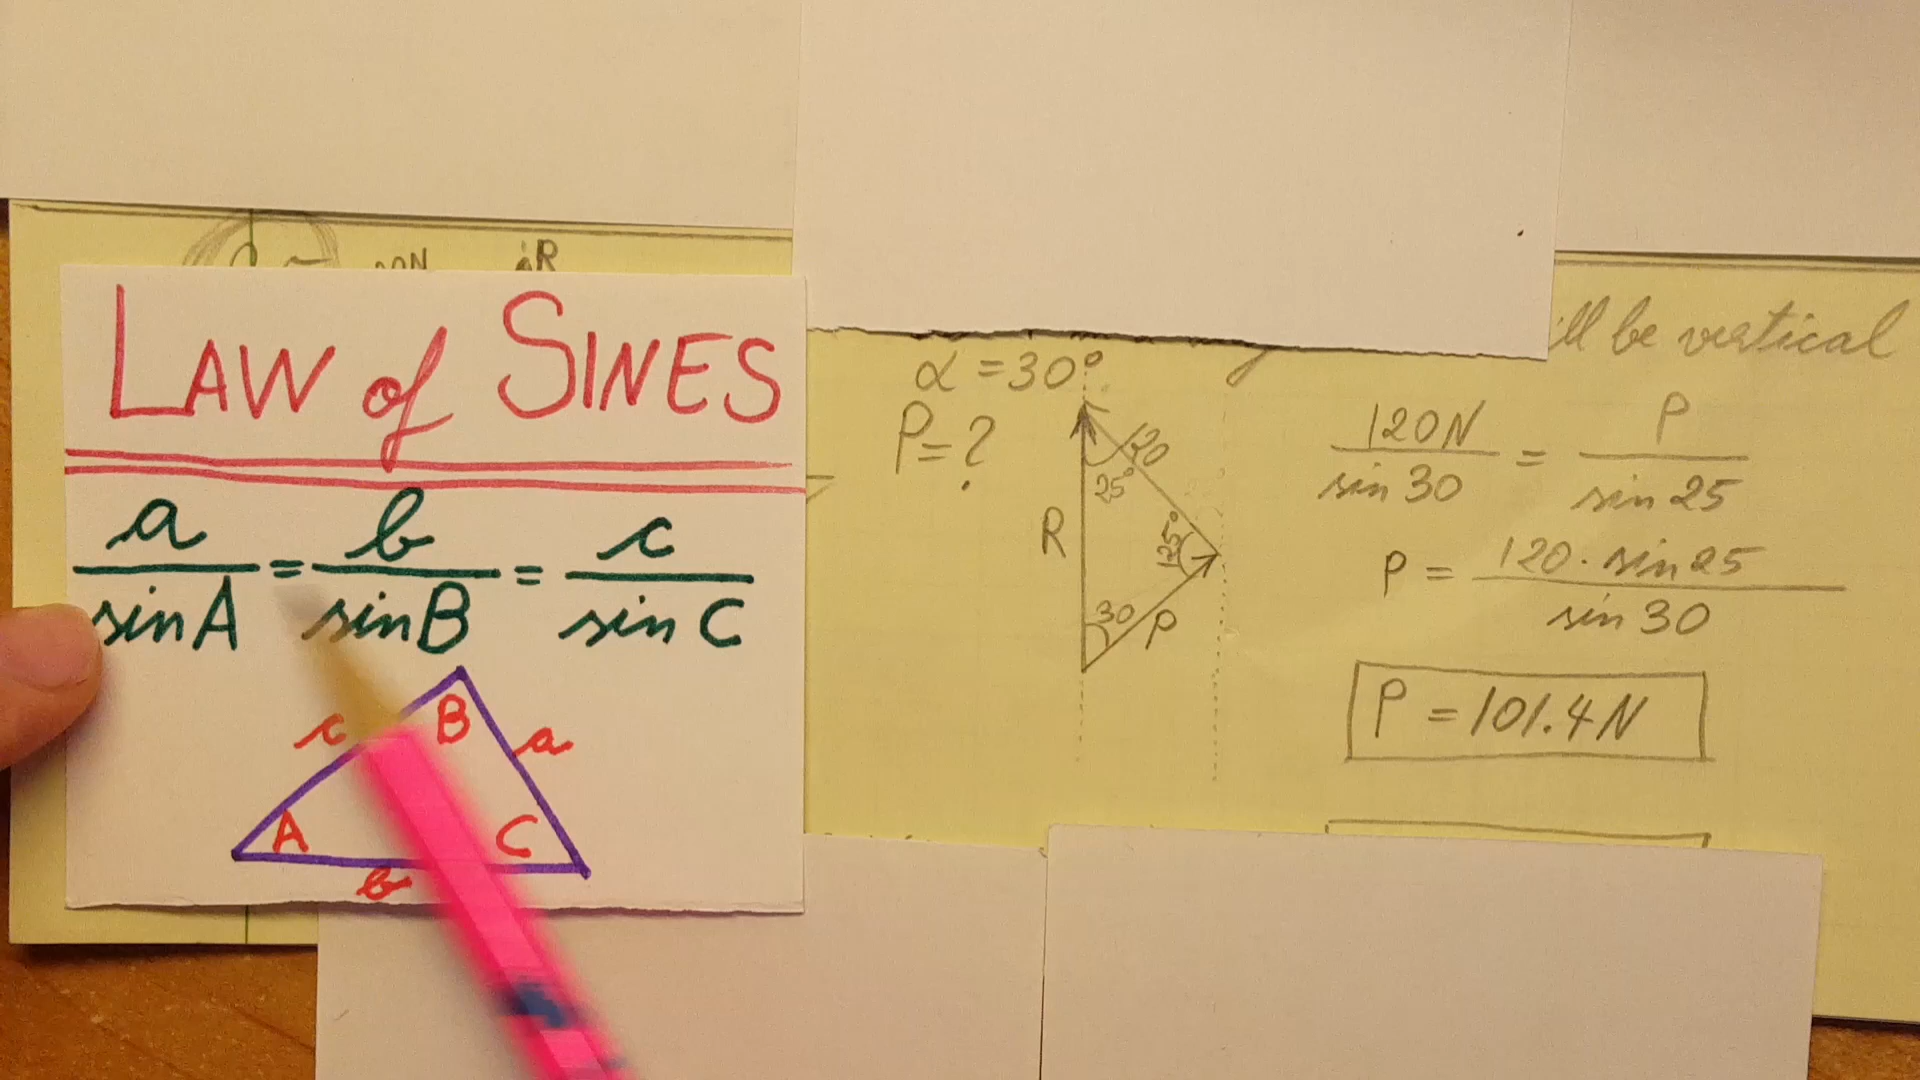 R
LAW of SINES
a/sinA = b/sinB = c/sinC
c
B
a
A
C
b
α = 30°
P = ?
120
25°
R
125°
30
P
ill be vertical
120N/sin 30 = P/sin 25
P = 120 · sin 25/sin 30
P = 101.4 N